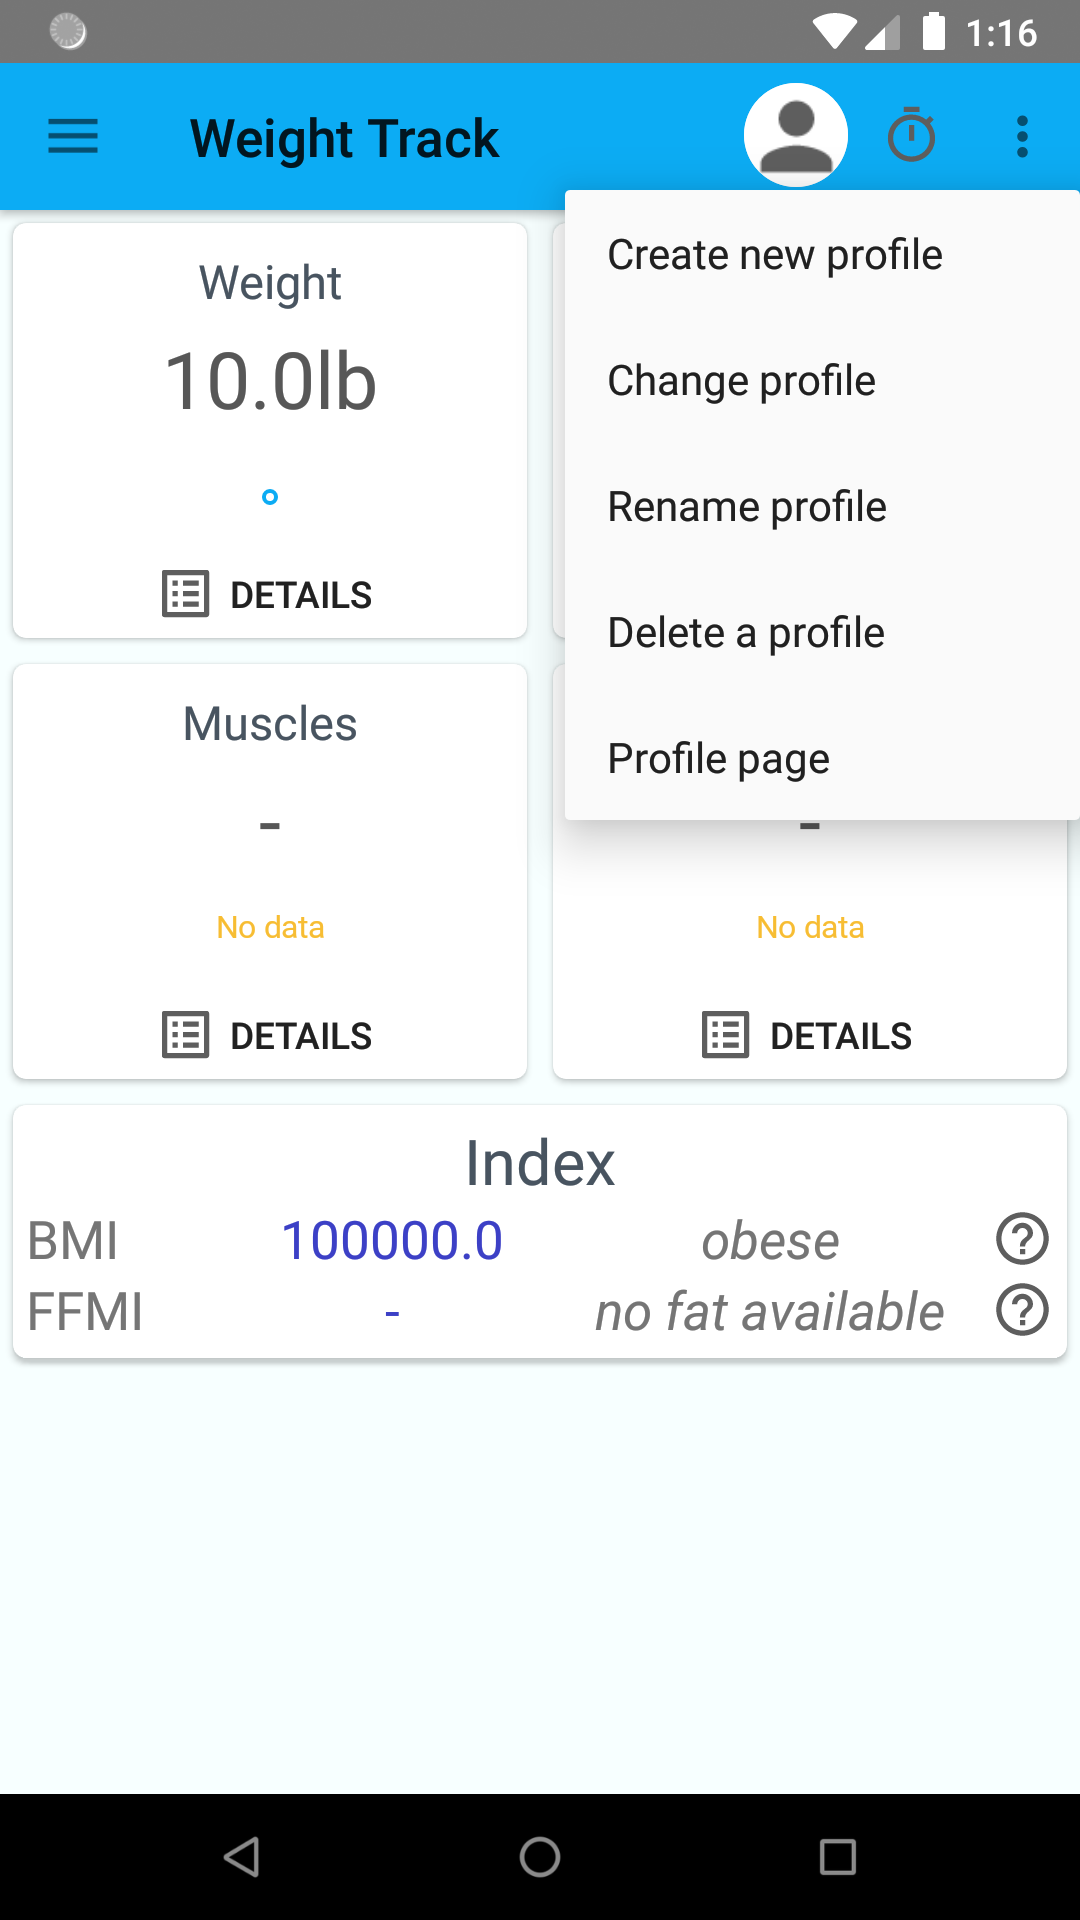 1:16
Weight Track
Create new profile
Change profile
Rename profile
Delete a profile
Profile page
Weight
10.0lb
DETAILS
Muscles
-
-
No data
No data
DETAILS
DETAILS
Index
BMI 100000.0 obese
FFMI - no fat available